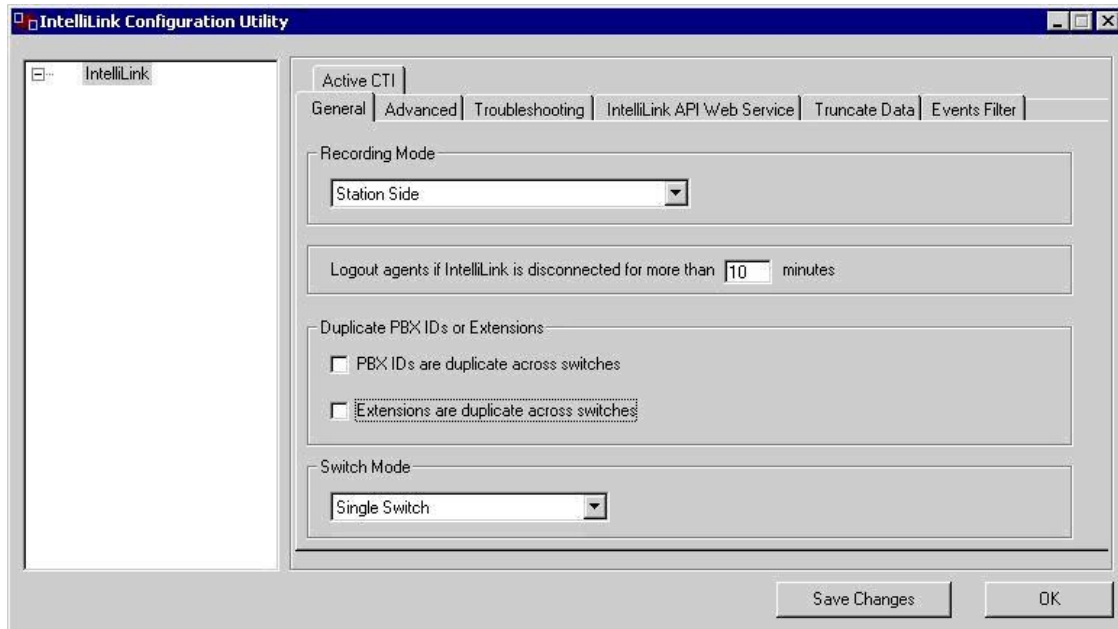 IntelliLink Configuration Utility
IntelliLink
Active CTI
General Advanced Troubleshooting IntelliLink API Web Service Truncate Data Events Filter
Recording Mode
Station Side
Logout agents if IntelliLink is disconnected for more than 10 minutes
Duplicate PBX IDs or Extensions
PBX IDs are duplicate across switches
Extensions are duplicate across switches
Switch Mode
Single Switch
Save Changes OK